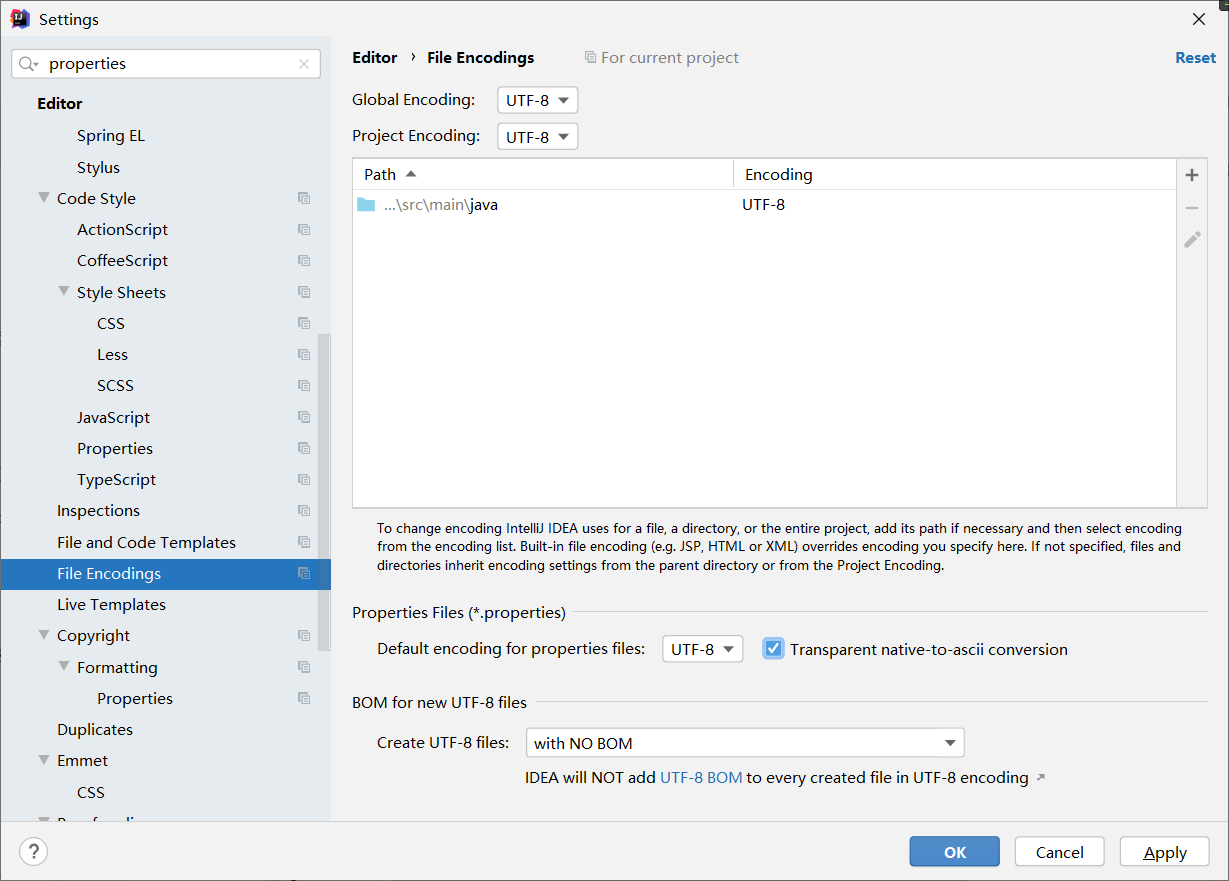 Settings
properties
Editor
Spring EL
Stylus
Code Style
ActionScript
CoffeeScript
Style Sheets
CSS
Less
SCSS
JavaScript
Properties
TypeScript
Inspections
File and Code Templates
File Encodings
Live Templates
Copyright
Formatting
Properties
Duplicates
Emmet
CSS
Editor › File Encodings
For current project
Reset
Global Encoding: UTF-8
Project Encoding: UTF-8
Path Encoding
...\src\main\java UTF-8
To change encoding IntelliJ IDEA uses for a file, a directory, or the entire project, add its path if necessary and then select encoding
from the encoding list. Built-in file encoding (e.g. JSP, HTML or XML) overrides encoding you specify here. If not specified, files and
directories inherit encoding settings from the parent directory or from the Project Encoding.
Properties Files (*.properties)
Default encoding for properties files: UTF-8 Transparent native-to-ascii conversion
BOM for new UTF-8 files
Create UTF-8 files: with NO BOM
IDEA will NOT add UTF-8 BOM to every created file in UTF-8 encoding
?
OK
Cancel
Apply